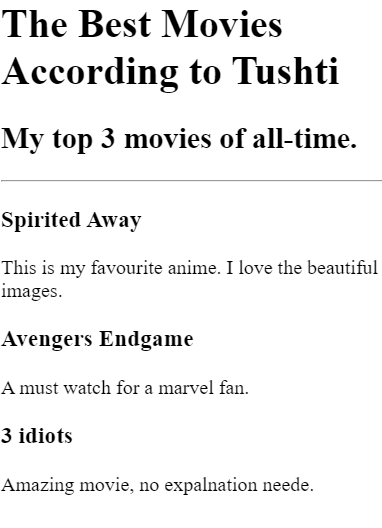 The Best Movies
According to Tushti
My top 3 movies of all-time.
Spirited Away
This is my favourite anime. I love the beautiful
images.
Avengers Endgame
A must watch for a marvel fan.
3 idiots
Amazing movie, no expalnation neede.